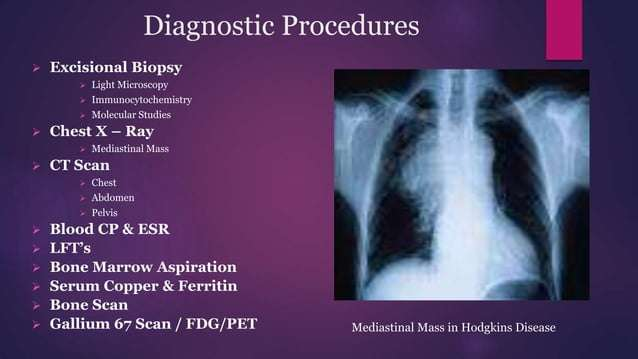 Diagnostic Procedures
Excisional Biopsy
Light Microscopy
Immunocytochemistry
Molecular Studies
Chest X – Ray
Mediastinal Mass
CT Scan
Chest
Abdomen
Pelvis
Blood CP & ESR
LFT's
Bone Marrow Aspiration
Serum Copper & Ferritin
Bone Scan
Gallium 67 Scan / FDG/PET
Mediastinal Mass in Hodgkins Disease